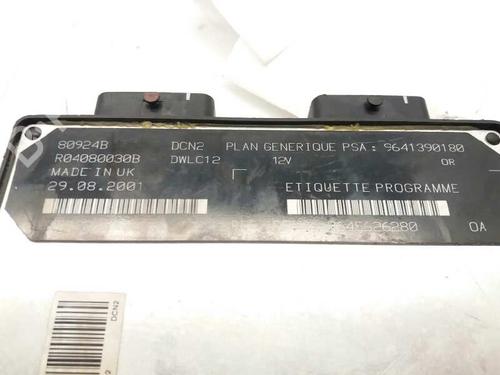 80924B DCN2 PLAN GENERIQUE PSA: 9641390180
R04080030B DWLC12 12V OR
MADE IN UK
29.08.2001 ETIQUETTE PROGRAMME
0A
DCN2